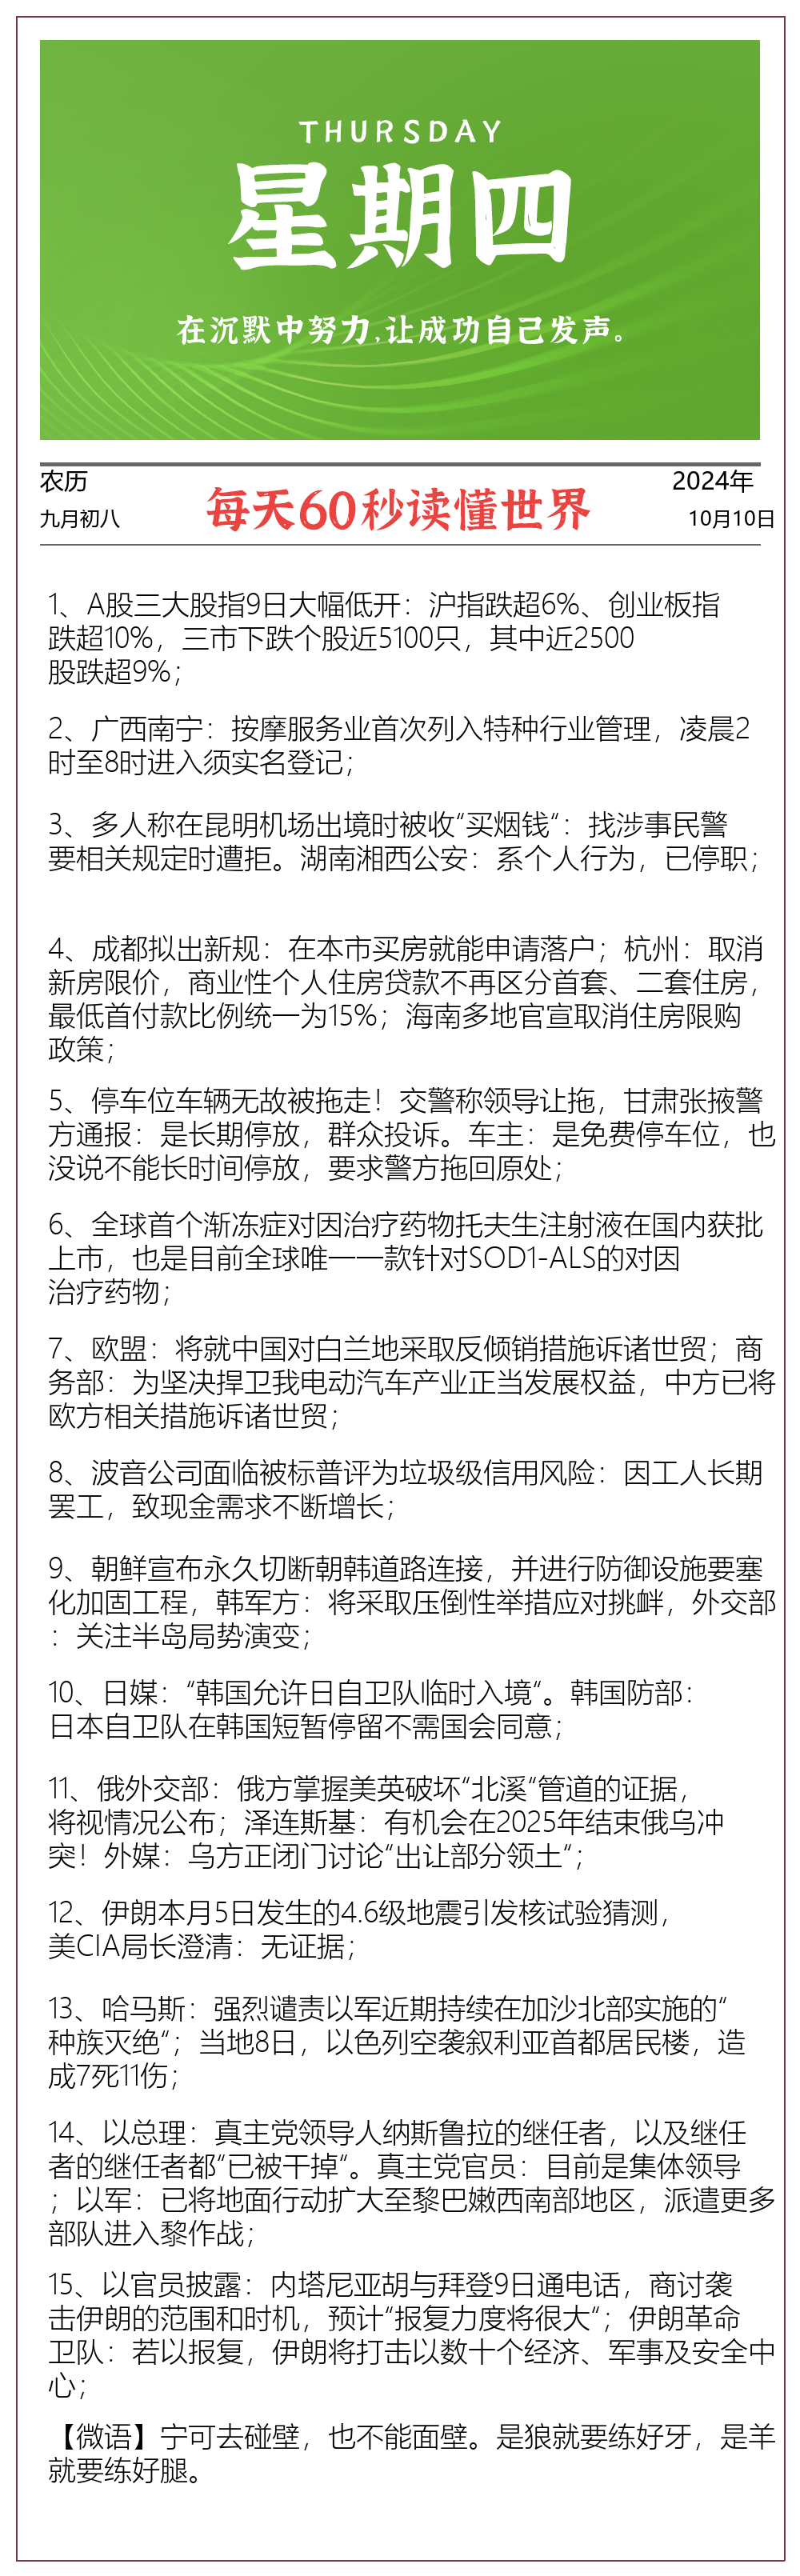 THURSDAY
星期四
在沉默中努力,让成功自己发声。
农历
九月初八
每天60秒读懂世界
2024年
10月10日
1、A股三大股指9日大幅低开：沪指跌超6%、创业板指
跌超10%，三市下跌个股近5100只，其中近2500
股跌超9%；
2、广西南宁：按摩服务业首次列入特种行业管理，凌晨2
时至8时进入须实名登记；
3、多人称在昆明机场出境时被收“买烟钱“：找涉事民警
要相关规定时遭拒。湖南湘西公安：系个人行为，已停职；
4、成都拟出新规：在本市买房就能申请落户；杭州：取消
新房限价，商业性个人住房贷款不再区分首套、二套住房，
最低首付款比例统一为15%；海南多地官宣取消住房限购
政策；
5、停车位车辆无故被拖走！交警称领导让拖，甘肃张掖警
方通报：是长期停放，群众投诉。车主：是免费停车位，也
没说不能长时间停放，要求警方拖回原处；
6、全球首个渐冻症对因治疗药物托夫生注射液在国内获批
上市，也是目前全球唯一一款针对SOD1-ALS的对因
治疗药物；
7、欧盟：将就中国对白兰地采取反倾销措施诉诸世贸；商
务部：为坚决捍卫我电动汽车产业正当发展权益，中方已将
欧方相关措施诉诸世贸；
8、波音公司面临被标普评为垃圾级信用风险：因工人长期
罢工，致现金需求不断增长；
9、朝鲜宣布永久切断朝韩道路连接，并进行防御设施要塞
化加固工程，韩军方：将采取压倒性举措应对挑衅，外交部
：关注半岛局势演变；
10、日媒：“韩国允许日自卫队临时入境“。韩国防部：
日本自卫队在韩国短暂停留不需国会同意；
11、俄外交部：俄方掌握美英破坏“北溪“管道的证据，
将视情况公布；泽连斯基：有机会在2025年结束俄乌冲
突！外媒：乌方正闭门讨论“出让部分领土“；
12、伊朗本月5日发生的4.6级地震引发核试验猜测，
美CIA局长澄清：无证据；
13、哈马斯：强烈谴责以军近期持续在加沙北部实施的“
种族灭绝“；当地8日，以色列空袭叙利亚首都居民楼，造
成7死11伤；
14、以总理：真主党领导人纳斯鲁拉的继任者，以及继任
者的继任者都“已被干掉“。真主党官员：目前是集体领导
；以军：已将地面行动扩大至黎巴嫩西南部地区，派遣更多
部队进入黎作战；
15、以官员披露：内塔尼亚胡与拜登9日通电话，商讨袭
击伊朗的范围和时机，预计“报复力度将很大“；伊朗革命
卫队：若以报复，伊朗将打击以数十个经济、军事及安全中
心；
【微语】宁可去碰壁，也不能面壁。是狼就要练好牙，是羊
就要练好腿。